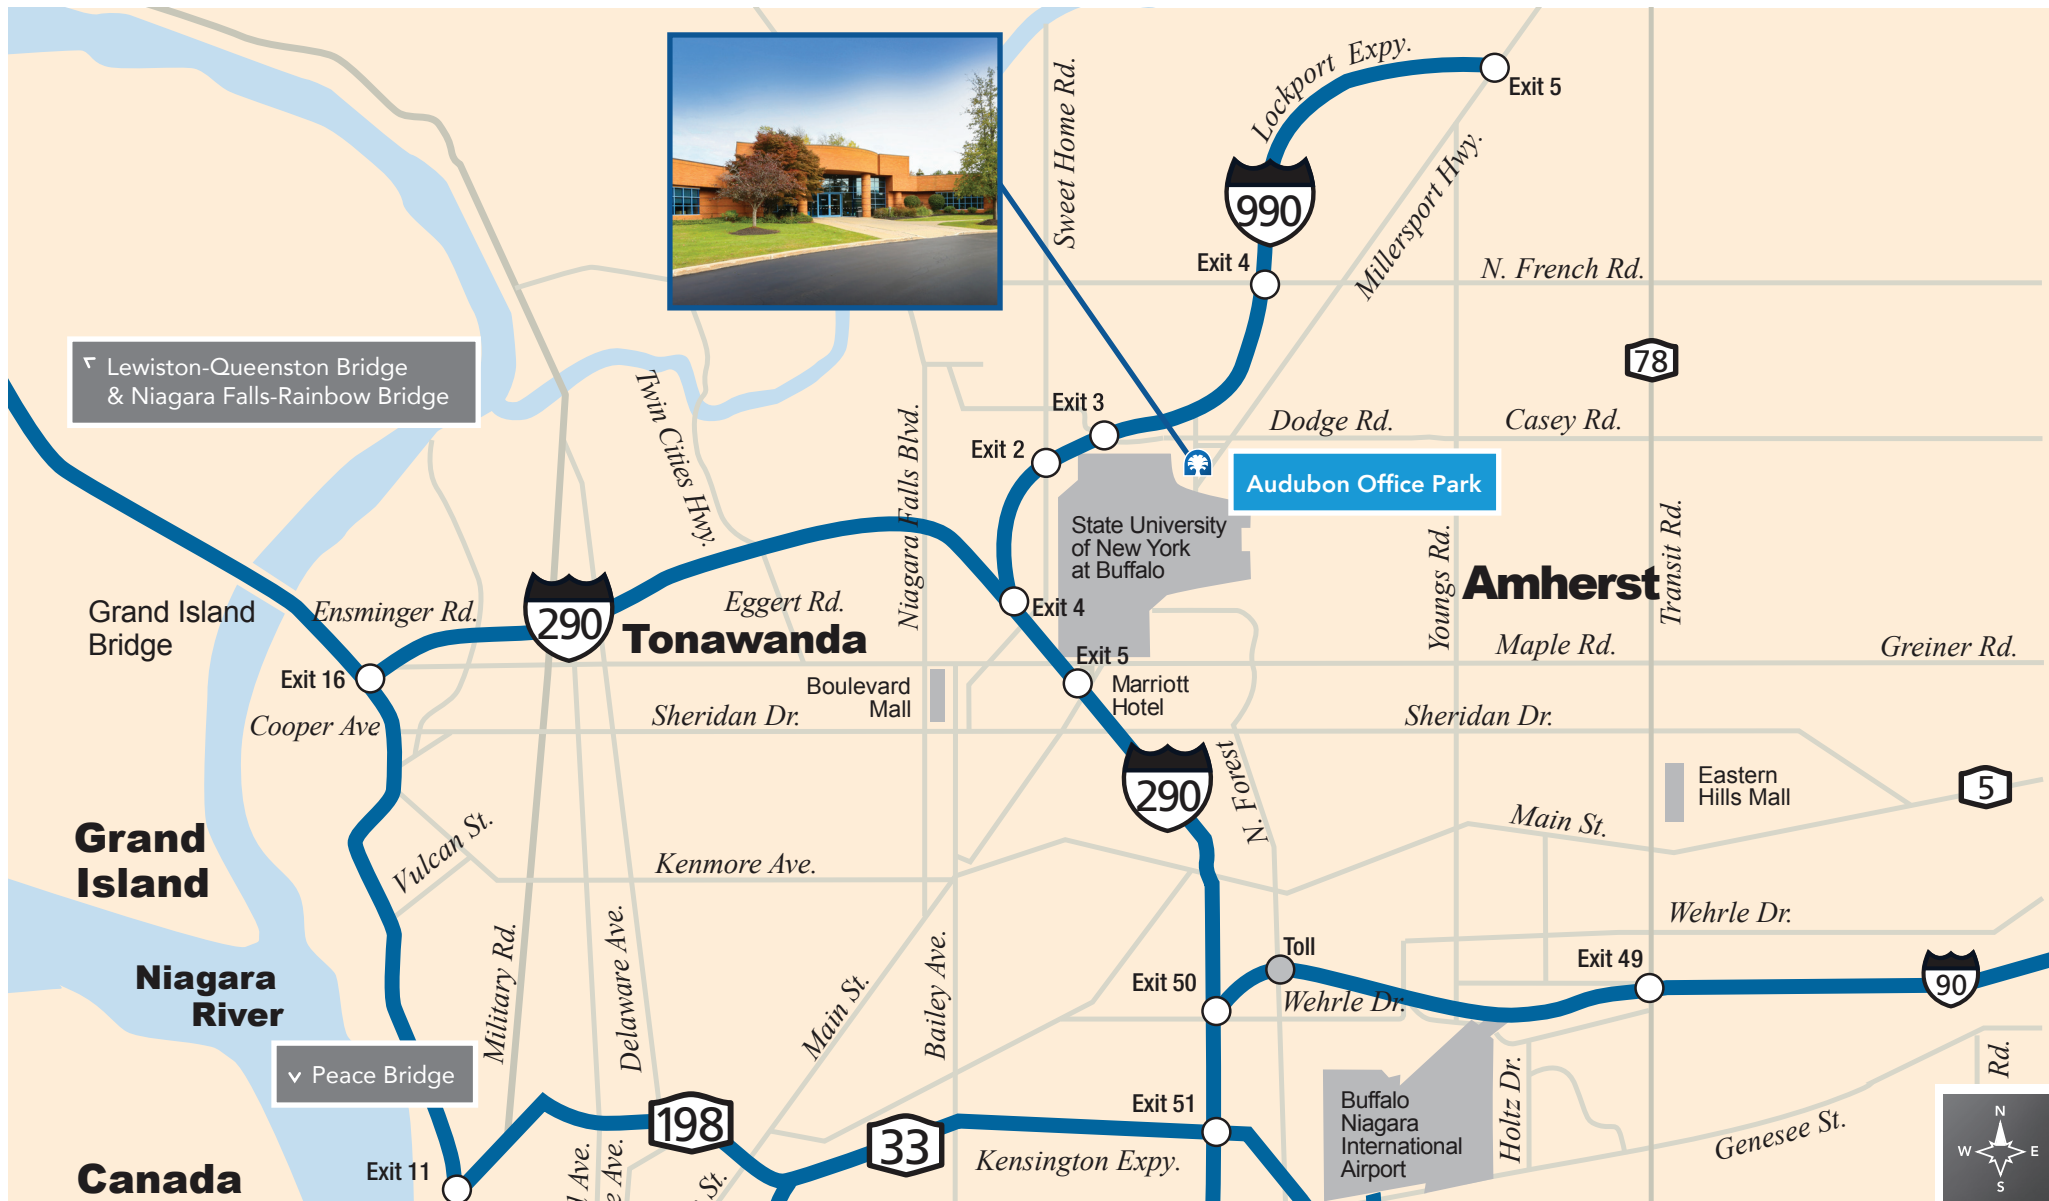 Lockport Expy.
Exit 5
Sweet Home Rd.
990
Millersport Hwy.
Exit 4
N. French Rd.
Lewiston-Queenston Bridge
& Niagara Falls-Rainbow Bridge
78
Twin Cities Hwy.
Niagara Falls Blvd.
Exit 3
Dodge Rd.
Casey Rd.
Exit 2
Audubon Office Park
State University
of New York
at Buffalo
Youngs Rd.
Amherst
Transit Rd.
Grand Island
Bridge
Ensminger Rd.
290
Eggert Rd.
Tonawanda
Exit 4
Maple Rd.
Greiner Rd.
Exit 16
Exit 5
Boulevard
Mall
Marriott
Hotel
Cooper Ave
Sheridan Dr.
Sheridan Dr.
290
N. Forest
Eastern
Hills Mall
5
Grand
Island
Vulcan St.
Kenmore Ave.
Main St.
Wehrle Dr.
Niagara
River
Military Rd.
Delaware Ave.
Main St.
Bailey Ave.
Toll
Exit 50
Wehrle Dr.
Exit 49
90
Peace Bridge
198
33
Exit 51
Kensington Expy.
Buffalo
Niagara
International
Airport
Holtz Dr.
Genesee St.
Rd.
Canada
Exit 11
Ave.
Ave.
St.
N
W E
S